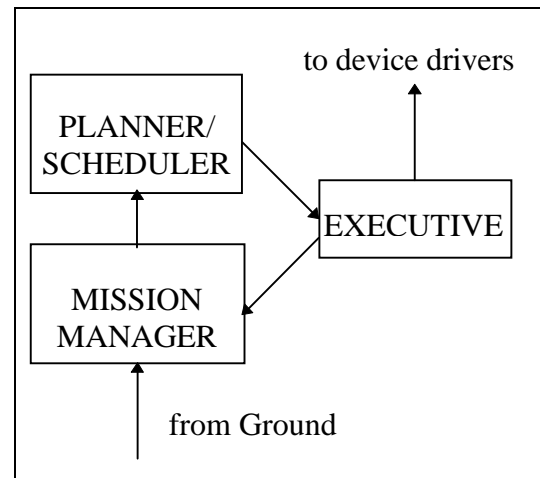 to device drivers
PLANNER/
SCHEDULER
EXECUTIVE
MISSION
MANAGER
from Ground